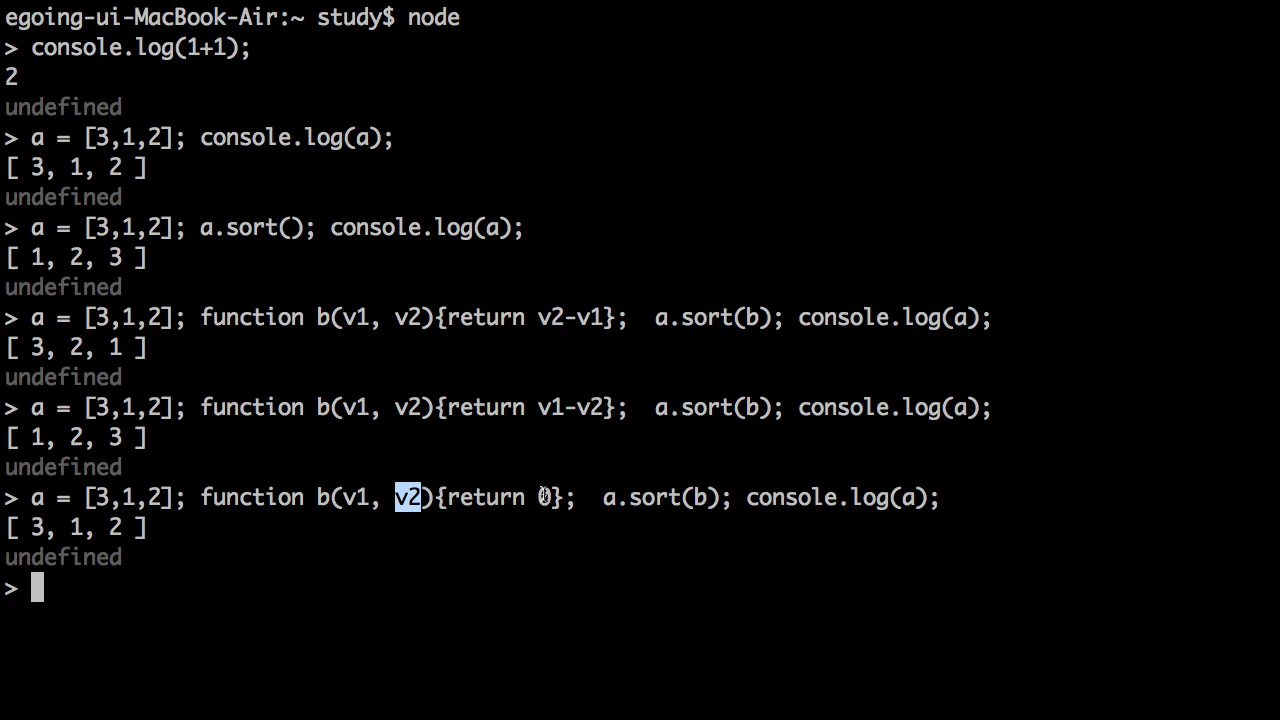 egoing-ui-MacBook-Air:~ study$ node
> console.log(1+1);
2
undefined
> a = [3,1,2]; console.log(a);
[ 3, 1, 2 ]
undefined
> a = [3,1,2]; a.sort(); console.log(a);
[ 1, 2, 3 ]
undefined
> a = [3,1,2]; function b(v1, v2){return v2-v1};  a.sort(b); console.log(a);
[ 3, 2, 1 ]
undefined
> a = [3,1,2]; function b(v1, v2){return v1-v2};  a.sort(b); console.log(a);
[ 1, 2, 3 ]
undefined
> a = [3,1,2]; function b(v1, v2){return 0};  a.sort(b); console.log(a);
[ 3, 1, 2 ]
undefined
>